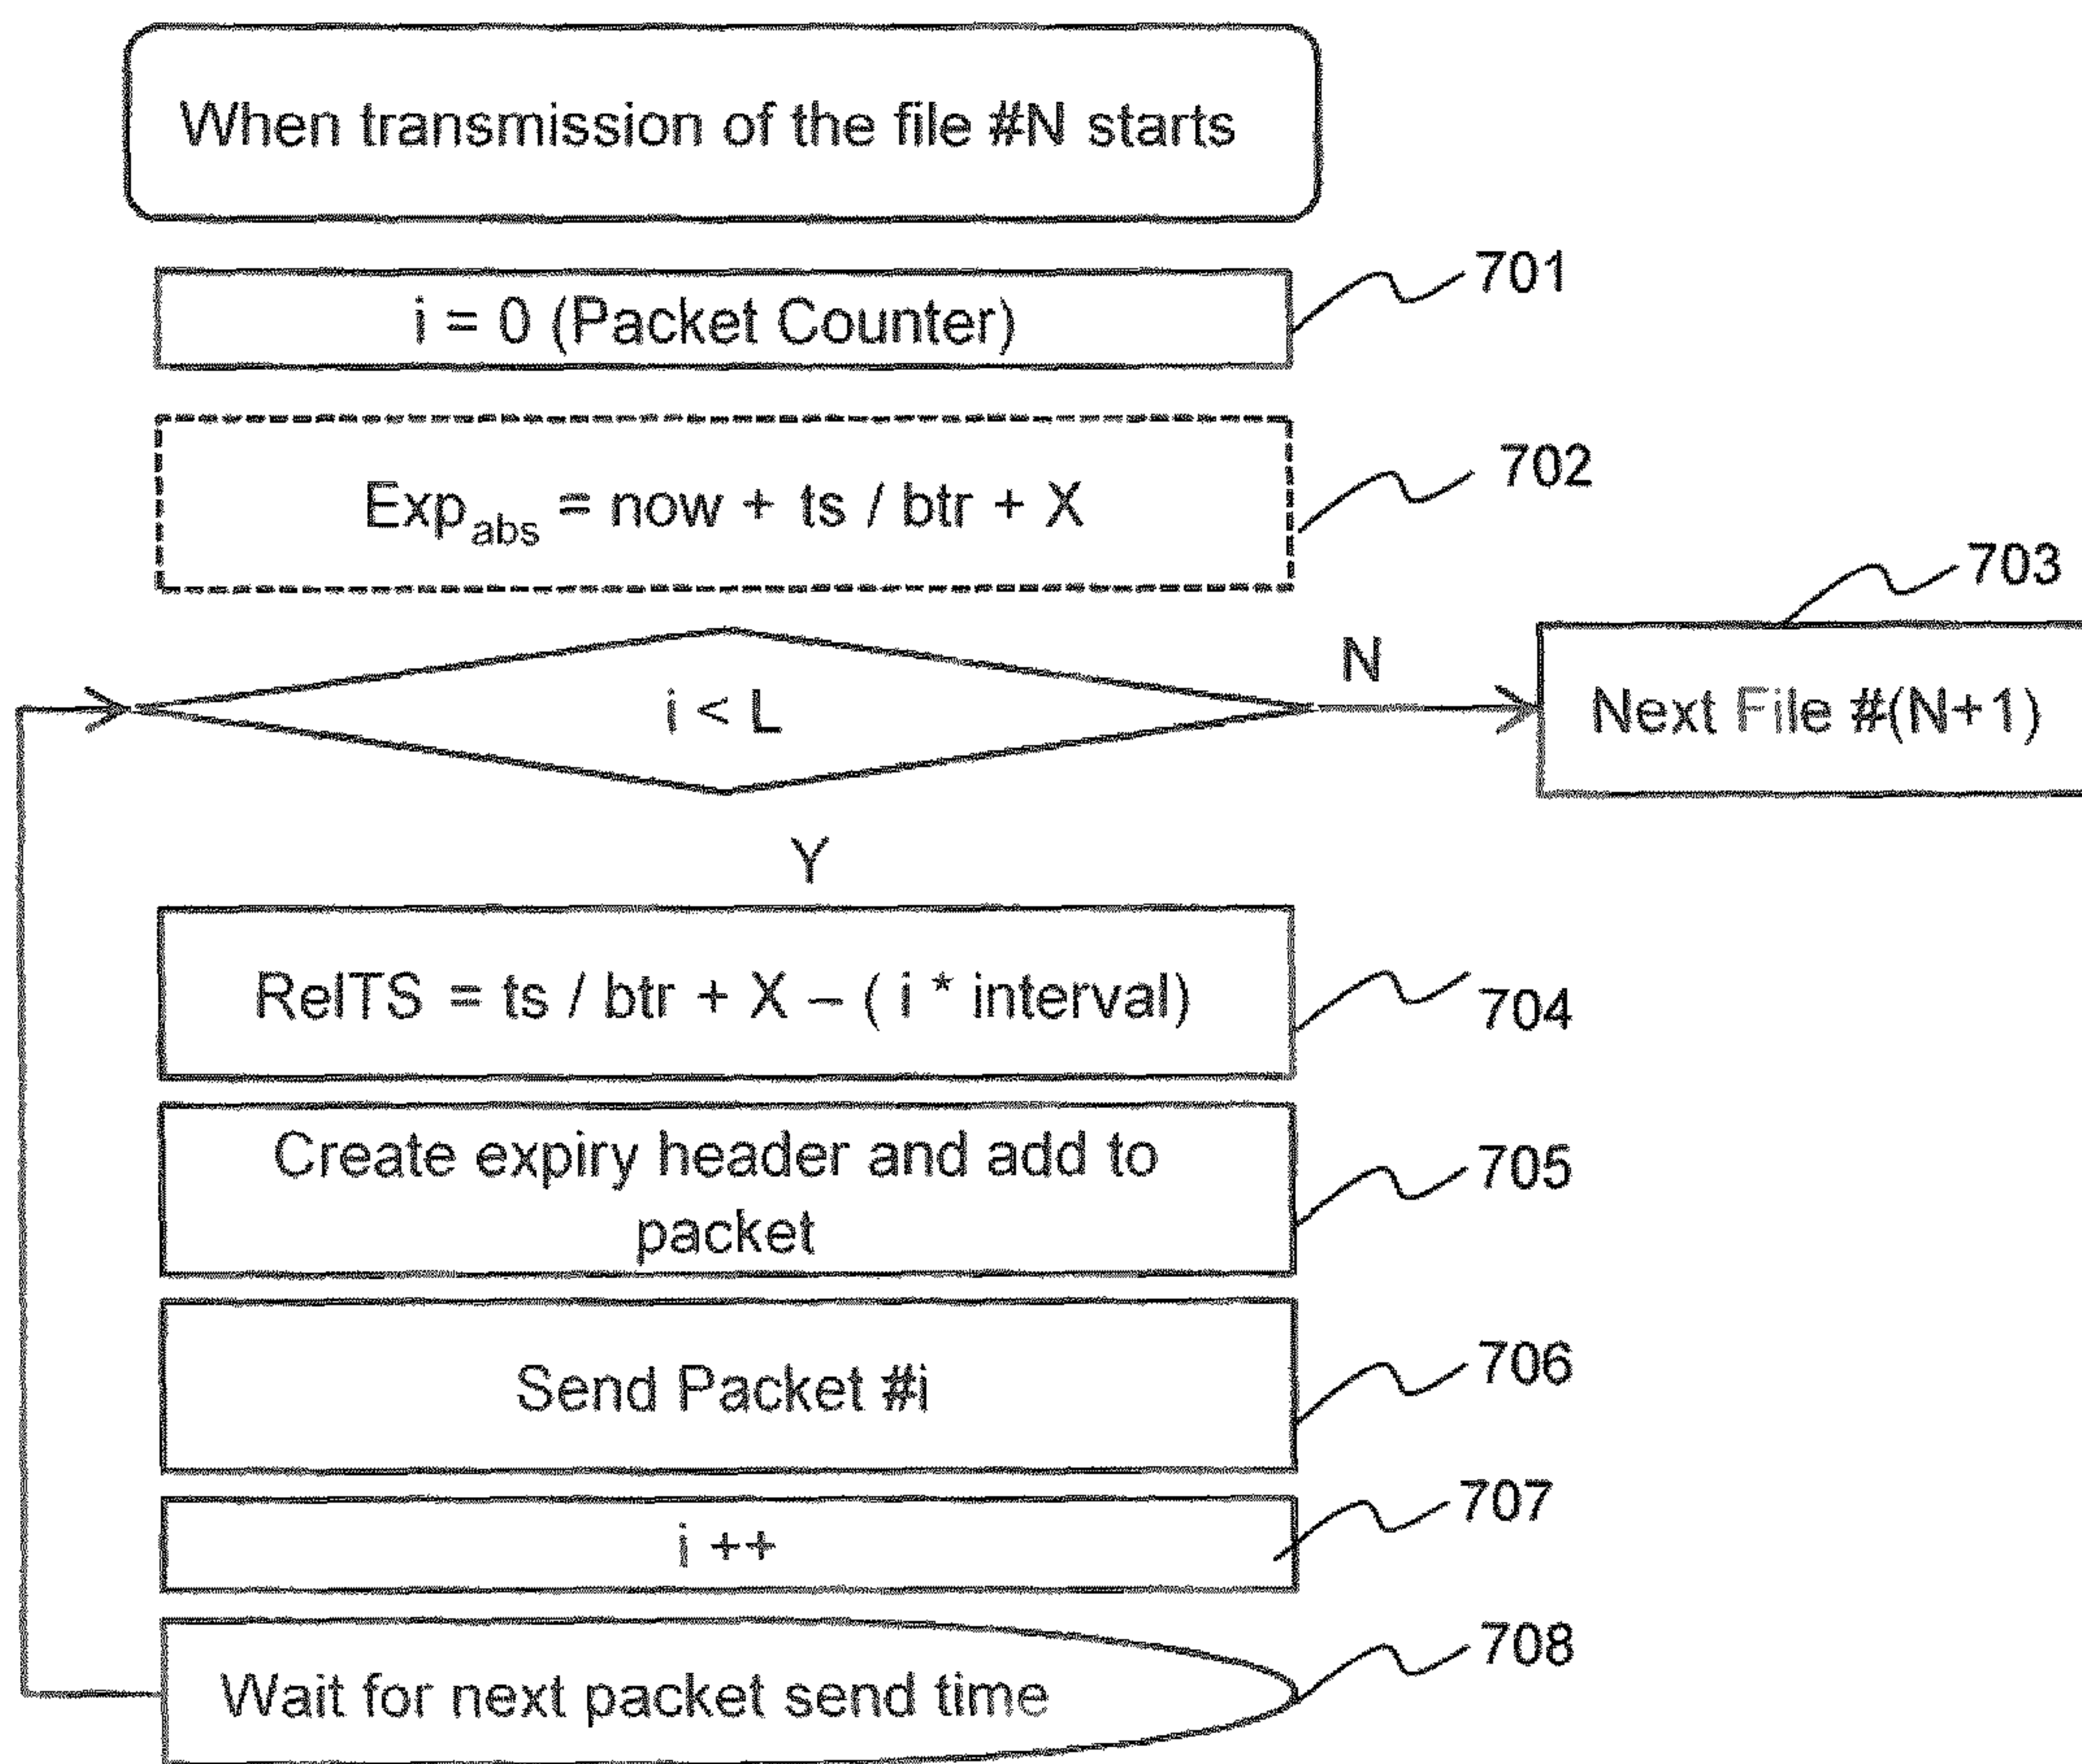 When transmission of the file #N starts
i = 0 (Packet Counter)
701
Exp_abs = now + ts / btr + X
702
703
i < L
N
Next File #(N+1)
Y
RelTS = ts / btr + X – ( i * interval)
704
Create expiry header and add to
packet
705
Send Packet #i
706
i ++
707
Wait for next packet send time
708